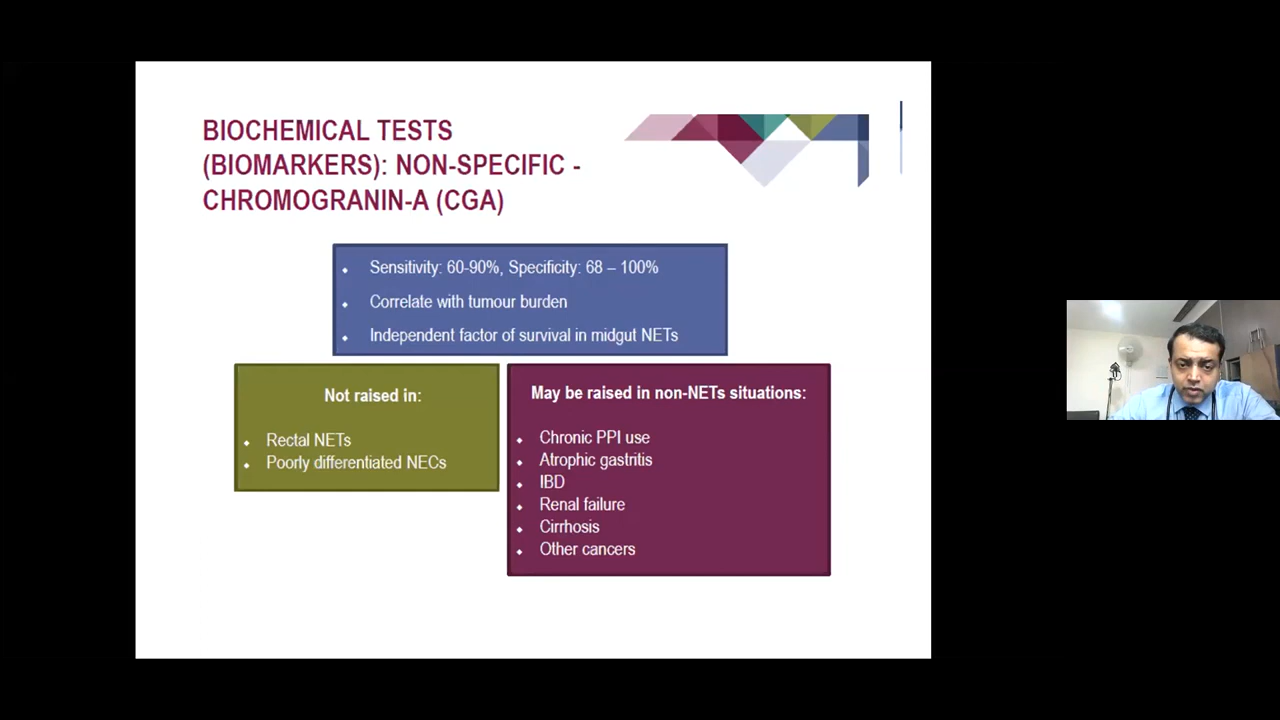 BIOCHEMICAL TESTS
(BIOMARKERS): NON-SPECIFIC -
CHROMOGRANIN-A (CGA)
Sensitivity: 60-90%, Specificity: 68 – 100%
Correlate with tumour burden
Independent factor of survival in midgut NETs
Not raised in:
Rectal NETs
Poorly differentiated NECs
May be raised in non-NETs situations:
Chronic PPI use
Atrophic gastritis
IBD
Renal failure
Cirrhosis
Other cancers